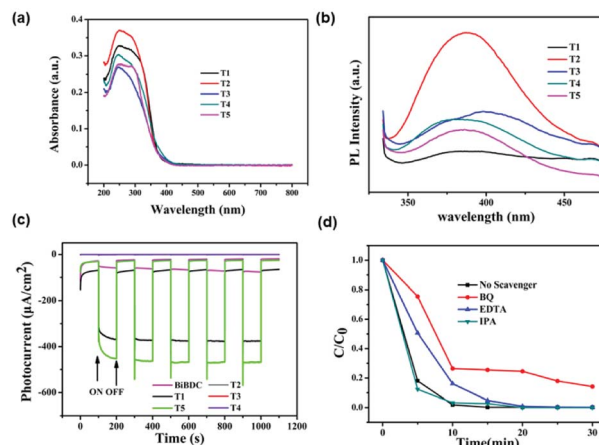 (a)
0.4
0.3
0.2
0.1
0.0
Absorbance (a.u.)
T1
T2
T3
T4
T5
100 200 300 400 500 600 700 800
Wavelength (nm)
(b)
PL Intensity (a.u.)
T1
T2
T3
T4
T5
350 400 450
wavelength (nm)
(c)
0
-200
-400
-600
Photocurrent (µA/cm²)
ON OFF
BiBDC T2
T1 T3
T5 T4
0 200 400 600 800 1000 1200
Time (s)
(d)
1.0
0.8
0.6
0.4
0.2
0.0
C/C₀
No Scavenger
BQ
EDTA
IPA
0 5 10 15 20 25 30
Time(min)